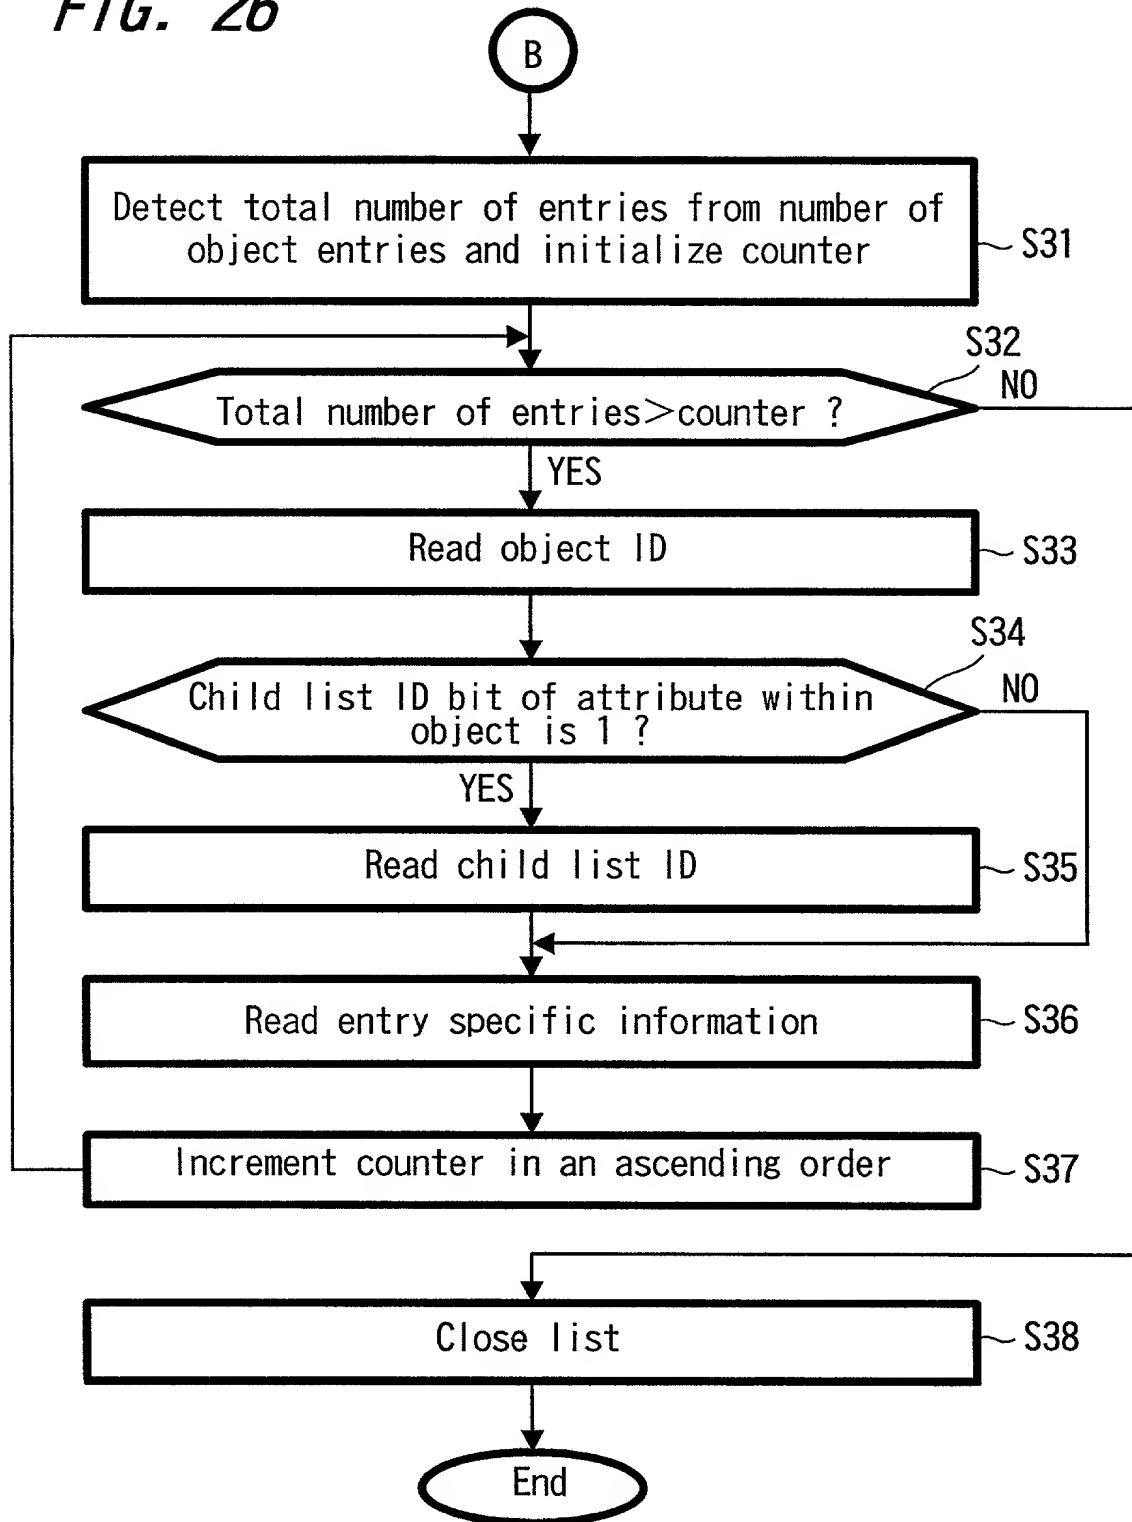 FIG. 26
B
Detect total number of entries from number of
object entries and initialize counter
S31
S32
NO
Total number of entries>counter ?
YES
Read object ID
S33
S34
NO
Child list ID bit of attribute within
object is 1 ?
YES
Read child list ID
S35
Read entry specific information
S36
Increment counter in an ascending order
S37
Close list
S38
End